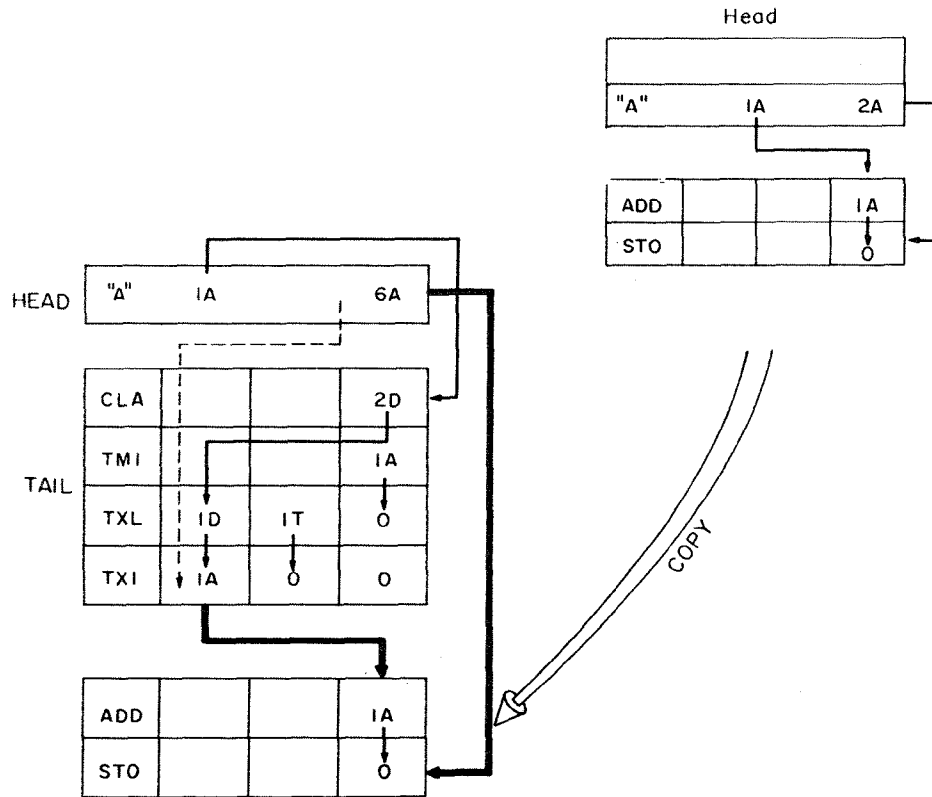 Head
"A" 1A 2A
ADD 1A
STO 0
HEAD "A" 1A 6A
TAIL
CLA 2D
TMI 1A
TXL 1D 1T 0
TXI 1A 0 0
COPY
ADD 1A
STO 0